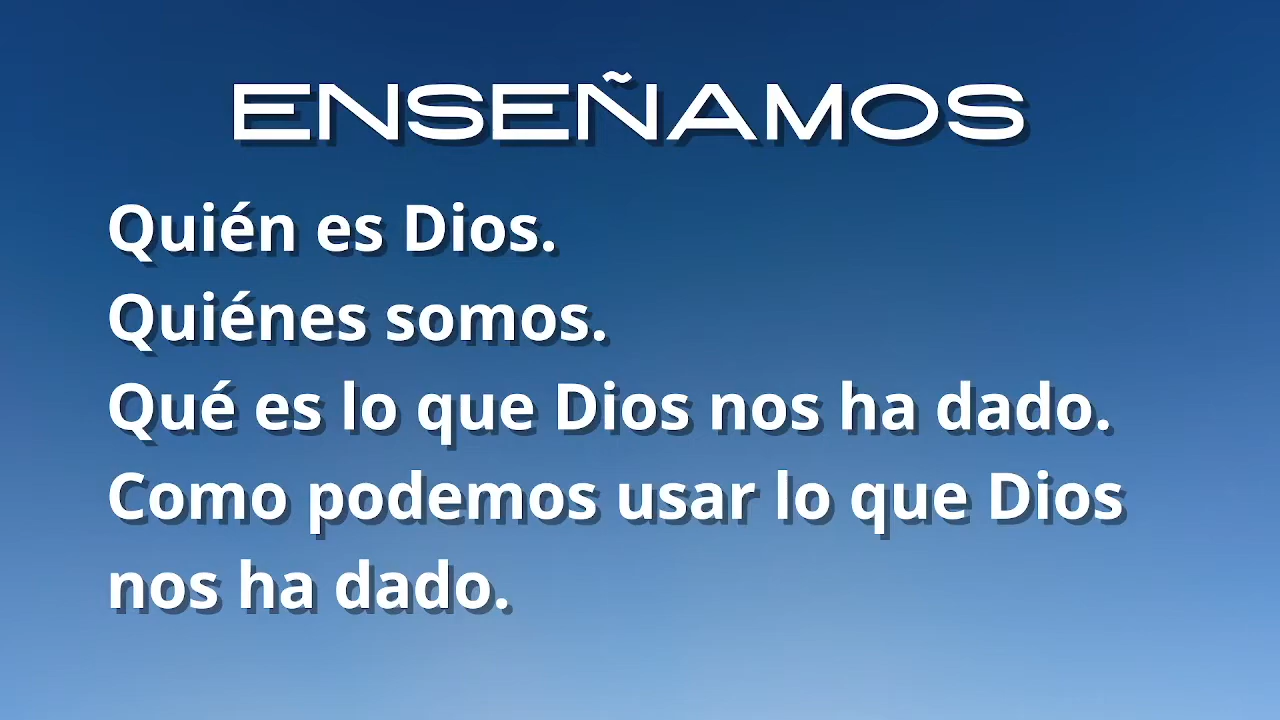 ENSEÑAMOS
Quién es Dios.
Quiénes somos.
Qué es lo que Dios nos ha dado.
Como podemos usar lo que Dios
nos ha dado.